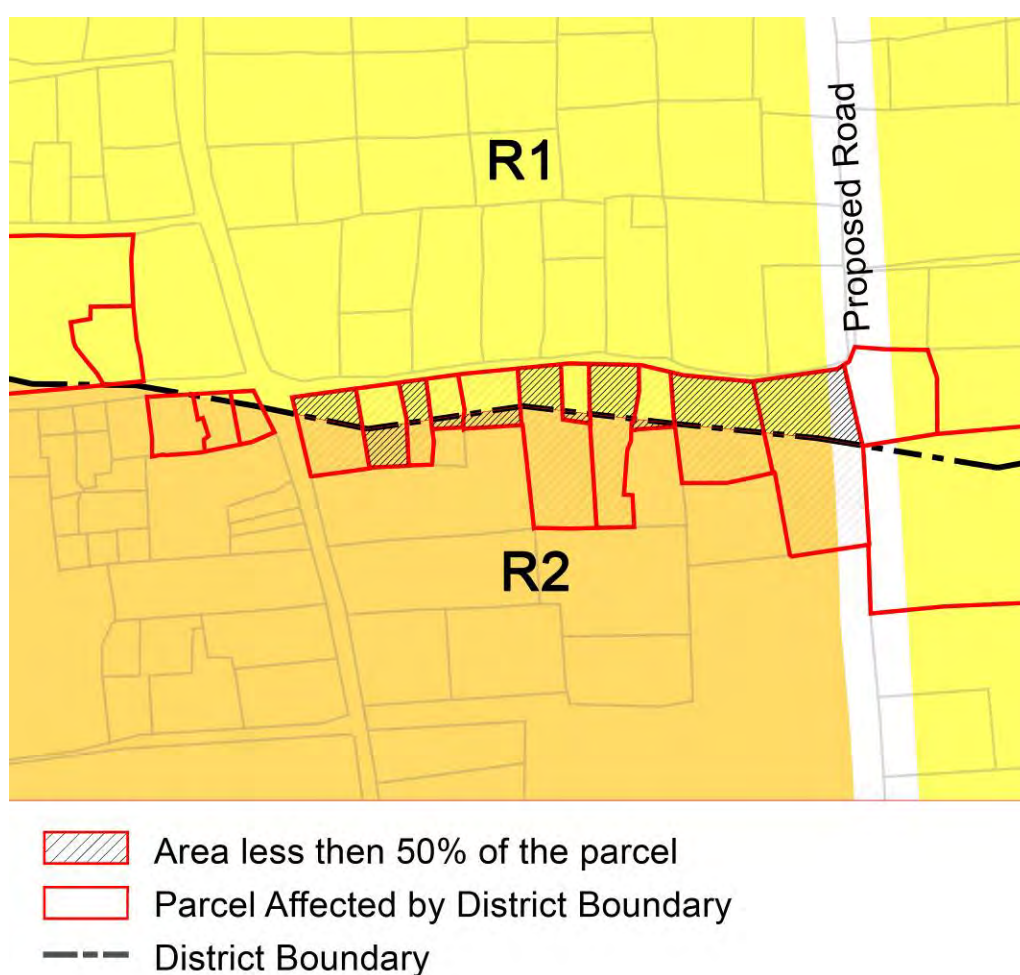 R1
Proposed Road
R2
Area less then 50% of the parcel
Parcel Affected by District Boundary
District Boundary